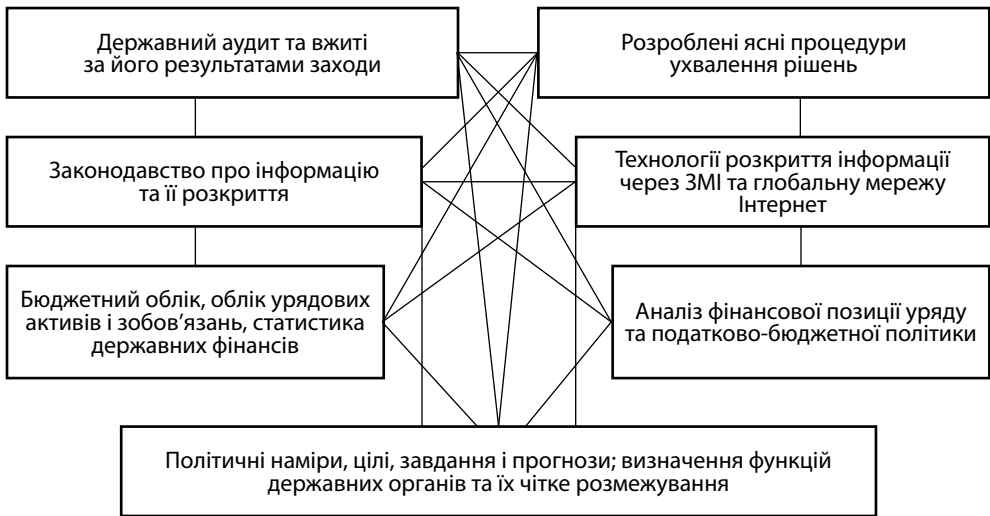 Державний аудит та вжиті
за його результатами заходи
Розроблені ясні процедури
ухвалення рішень
Законодавство про інформацію
та її розкриття
Технології розкриття інформації
через ЗМІ та глобальну мережу
Інтернет
Бюджетний облік, облік урядових
активів і зобов’язань, статистика
державних фінансів
Аналіз фінансової позиції уряду
та податково-бюджетної політики
Політичні наміри, цілі, завдання і прогнози; визначення функцій
державних органів та їх чітке розмежування